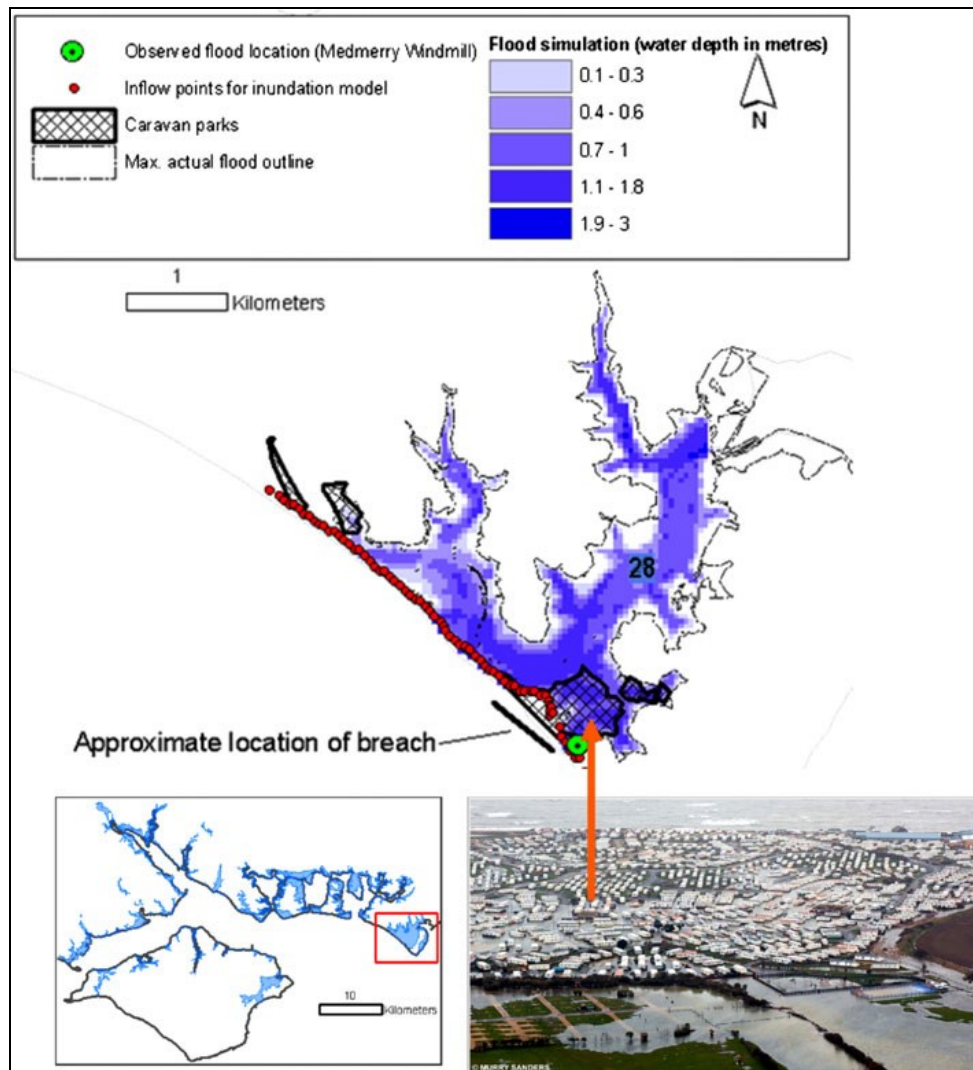 Observed flood location (Medmerry Windmill)
Inflow points for inundation model
Caravan parks
Max. actual flood outline
Flood simulation (water depth in metres)
0.1 - 0.3
0.4 - 0.6
0.7 - 1
1.1 - 1.8
1.9 - 3
N
1
Kilometers
28
Approximate location of breach
10
Kilometers
© MURRY SANDERS